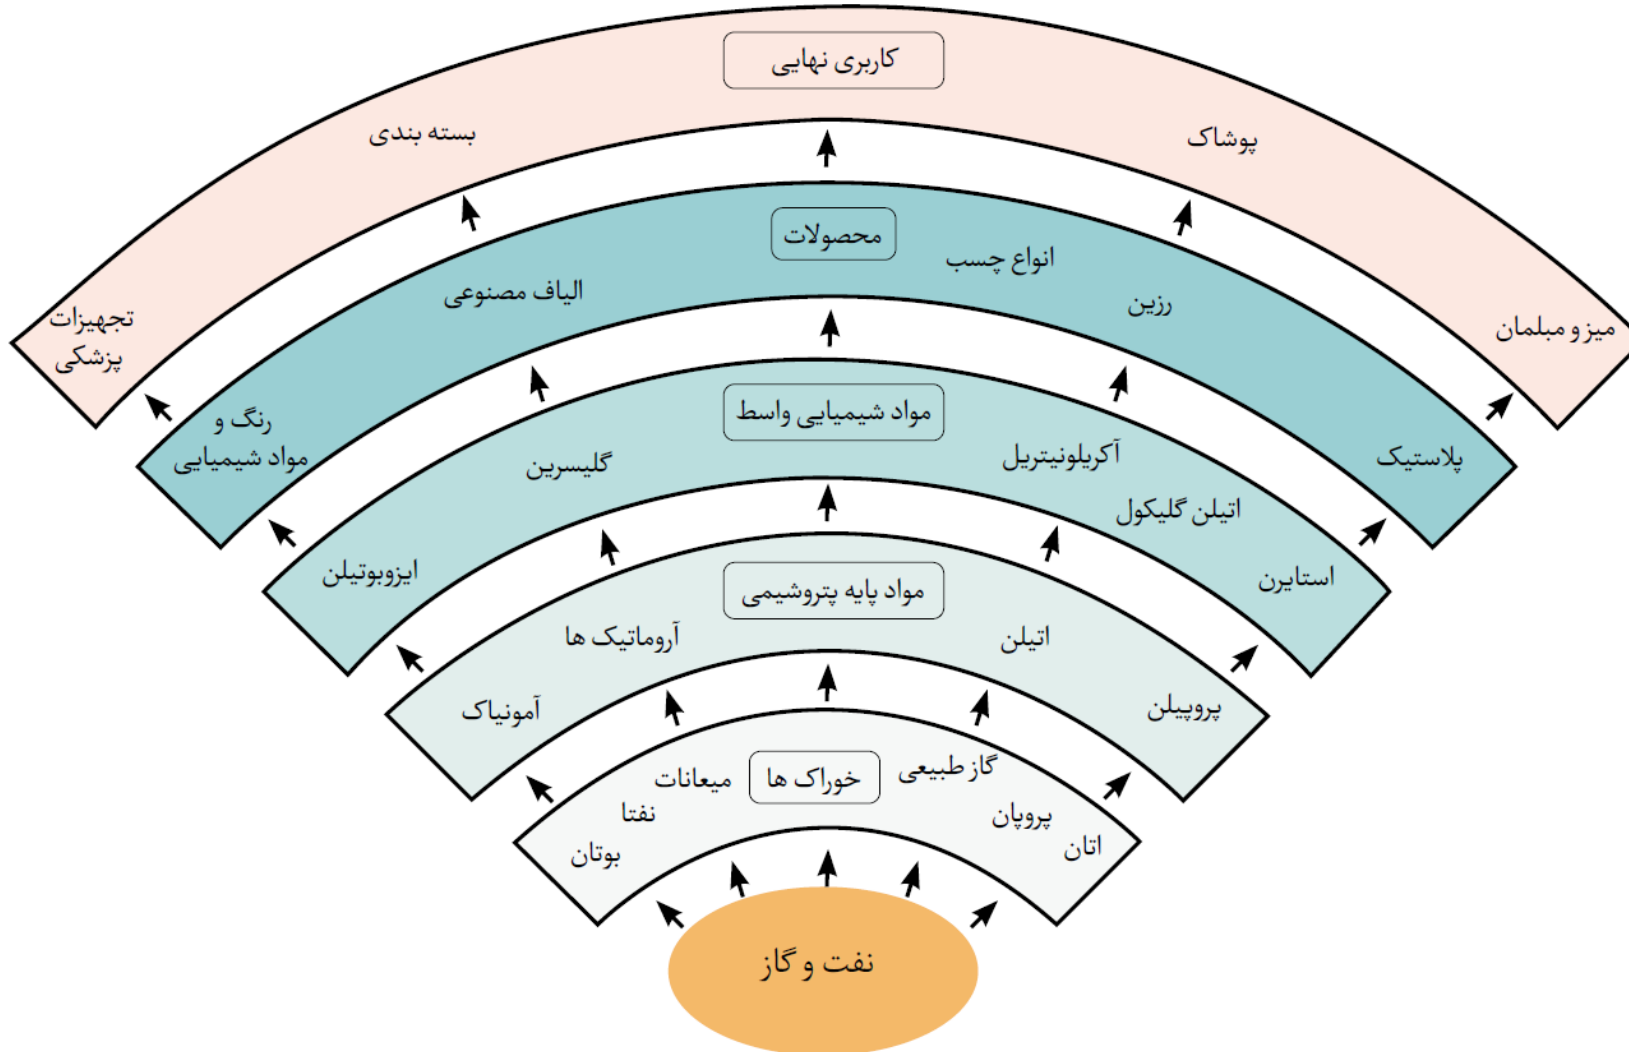 کاربری نهایی
پوشاک
بسته بندی
میز و مبلمان
تجهیزات
پزشکی
محصولات
انواع چسب
رزین
الیاف مصنوعی
پلاستیک
رنگ و
مواد شیمیایی
مواد شیمیایی واسط
آکریلونیتریل
گلیسرین
اتیلن گلیکول
استایرن
ایزوبوتیلن
مواد پایه پتروشیمی
اتیلن
آروماتیک ها
پروپیلن
آمونیاک
خوراک ها
گاز طبیعی
میعانات
پروپان
نفتا
اتان
بوتان
نفت و گاز